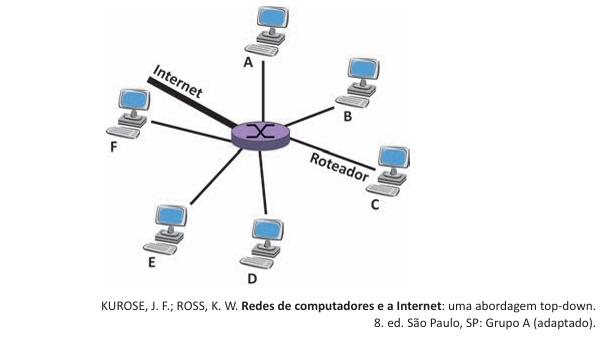 A
Internet
B
F
Roteador
C
E
D
KUROSE, J. F.; ROSS, K. W. Redes de computadores e a Internet: uma abordagem top-down.
8. ed. São Paulo, SP: Grupo A (adaptado).